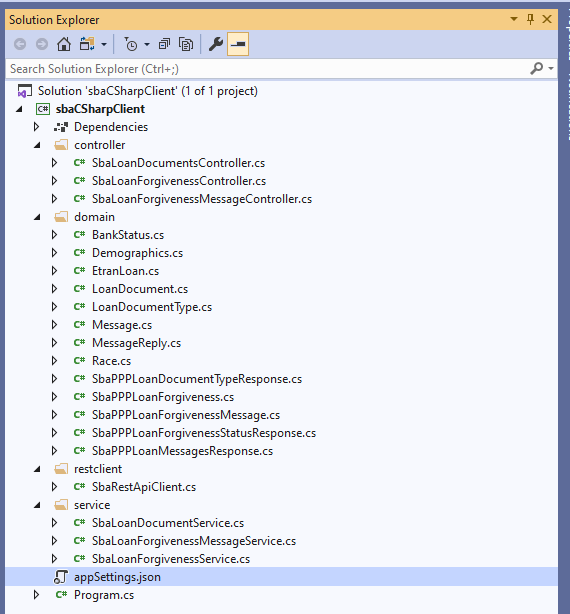 Solution Explorer
Search Solution Explorer (Ctrl+;)
Solution 'sbaCSharpClient' (1 of 1 project)
C# sbaCSharpClient
Dependencies
controller
C# SbaLoanDocumentsController.cs
C# SbaLoanForgivenessController.cs
C# SbaLoanForgivenessMessageController.cs
domain
C# BankStatus.cs
C# Demographics.cs
C# EtranLoan.cs
C# LoanDocument.cs
C# LoanDocumentType.cs
C# Message.cs
C# MessageReply.cs
C# Race.cs
C# SbaPPPLoanDocumentTypeResponse.cs
C# SbaPPPLoanForgiveness.cs
C# SbaPPPLoanForgivenessMessage.cs
C# SbaPPPLoanForgivenessStatusResponse.cs
C# SbaPPPLoanMessagesResponse.cs
restclient
C# SbaRestApiClient.cs
service
C# SbaLoanDocumentService.cs
C# SbaLoanForgivenessMessageService.cs
C# SbaLoanForgivenessService.cs
appSettings.json
C# Program.cs